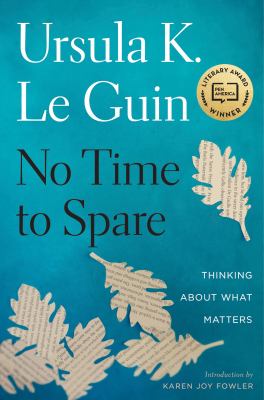 Ursula K.
Le Guin
LITERARY AWARD
PEN
AMERICA
WINNER
No Time
to Spare
THINKING
ABOUT WHAT
MATTERS
Introduction by
KAREN JOY FOWLER